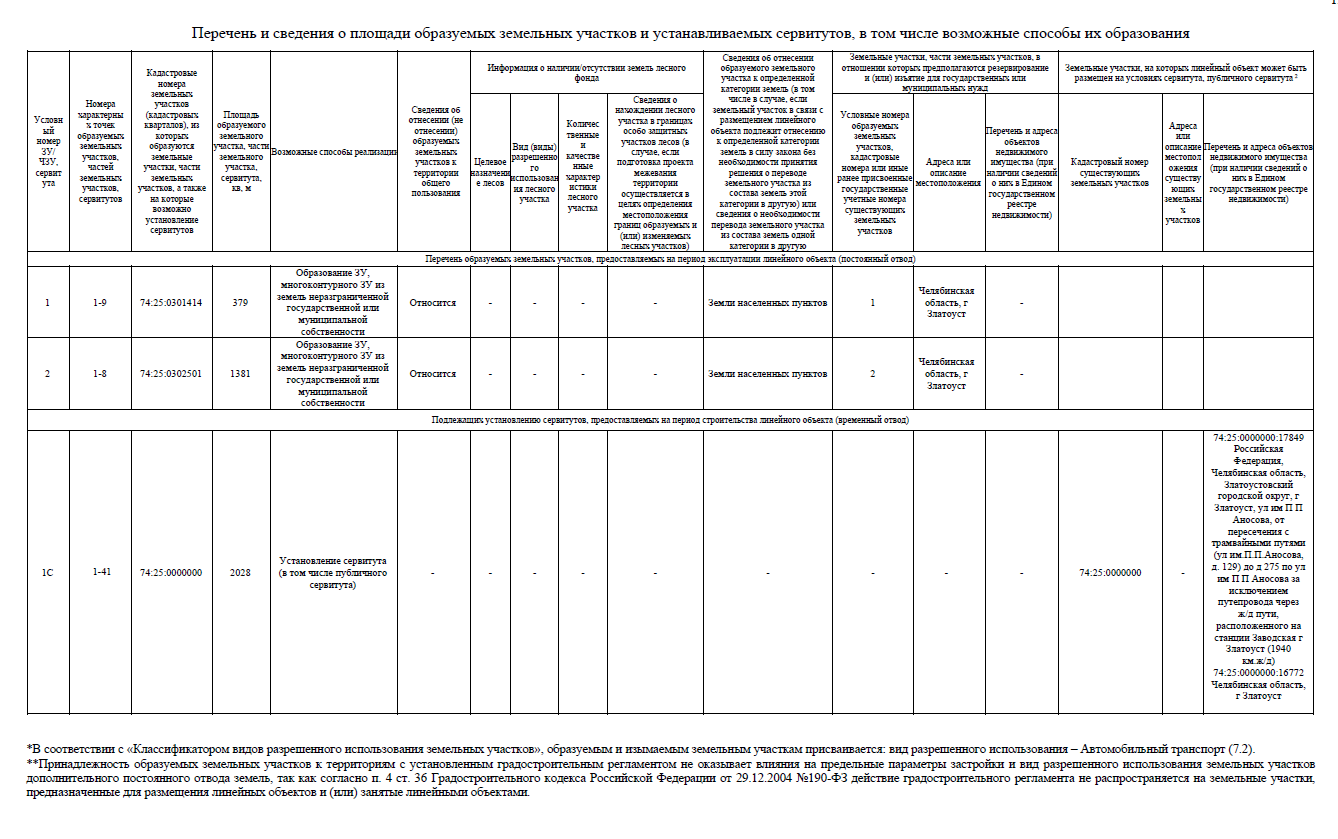 Перечень и сведения о площади образуемых земельных участков и устанавливаемых сервитутов, в том числе возможные способы их образования
Условн
ый
номер
ЗУ/
ЧЗУ,
сервит
ута
Номера
характерны
х точек
образуемых
земельных
участков,
частей
земельных
участков,
сервитутов
Кадастровые
номера
земельных
участков
(кадастровых
кварталов), из
которых
образуются
земельные
участки, части
земельных
участков, а также
на которые
возможно
установление
сервитутов
Площадь
образуемого
земельного
участка, части
земельного
участка,
сервитута,
кв, м
Возможные способы реализации
Сведения об
отнесении (не
отнесении)
образуемых
земельных
участков к
территории
общего
пользования
Информация о наличии/отсутствии земель лесного
фонда
Целевое
назначени
е лесов
Вид (виды)
разрешенно
го
использован
ия лесного
участка
Количес
твенные
и
качестве
нные
характер
истики
лесного
участка
Сведения о
нахождении лесного
участка в границах
особо защитных
участков лесов (в
случае, если
подготовка проекта
межевания
территории
осуществляется в
целях определения
местоположения
границ образуемых и
(или) изменяемых
лесных участков)
Сведения об отнесении
образуемого земельного
участка к определенной
категории земель (в том
числе в случае, если
земельный участок в связи с
размещением линейного
объекта подлежит отнесению
к определенной категории
земель в силу закона без
необходимости принятия
решения о переводе
земельного участка из
состава земель этой
категории в другую) или
сведения о необходимости
перевода земельного участка
из состава земель одной
категории в другую
Земельные участки, части земельных участков, в
отношении которых предполагаются резервирование
и (или) изъятие для государственных или
муниципальных нужд
Условные номера
образуемых
земельных
участков,
кадастровые
номера или иные
ранее присвоенные
государственные
учетные номера
существующих
земельных
участков
Адреса или
описание
местоположения
Перечень и адреса
объектов
недвижимого
имущества (при
наличии сведений
о них в Едином
государственном
реестре
недвижимости)
Земельные участки, на которых линейный объект может быть
размещен на условиях сервитута, публичного сервитута ²
Кадастровый номер
существующих
земельных участков
Адреса
или
описание
местопол
ожения
существу
ющих
земельны
х
участков
Перечень и адреса объектов
недвижимого имущества
(при наличии сведений о
них в Едином
государственном реестре
недвижимости)
Перечень образуемых земельных участков, предоставляемых на период эксплуатации линейного объекта (постоянный отвод)
1
1-9
74:25:0301414
379
Образование ЗУ,
многоконтурного ЗУ из
земель неразграниченной
государственной или
муниципальной
собственности
Относится
-
-
-
-
Земли населенных пунктов
1
Челябинская
область, г
Златоуст
-
2
1-8
74:25:0302501
1381
Образование ЗУ,
многоконтурного ЗУ из
земель неразграниченной
государственной или
муниципальной
собственности
Относится
-
-
-
-
Земли населенных пунктов
2
Челябинская
область, г
Златоуст
-
Подлежащих установлению сервитутов, предоставляемых на период строительства линейного объекта (временный отвод)
1С
1-41
74:25:0000000
2028
Установление сервитута
(в том числе публичного
сервитута)
-
-
-
-
-
-
-
-
-
74:25:0000000
-
74:25:0000000:17849
Российская
Федерация,
Челябинская область,
Златоустовский
городской округ, г
Златоуст, ул им П П
Аносова, от
пересечения с
трамвайными путями
(ул им.П.П.Аносова,
д. 129) до д 275 по ул
им П П Аносова за
исключением
путепровода через
ж/д пути,
расположенного на
станции Заводская г
Златоуст (1940
км.ж/д)
74:25:0000000:16772
Челябинская область,
г Златоуст
*В соответствии с «Классификатором видов разрешенного использования земельных участков», образуемым и изымаемым земельным участкам присваивается: вид разрешенного использования – Автомобильный транспорт (7.2).
**Принадлежность образуемых земельных участков к территориям с установленным градостроительным регламентом не оказывает влияния на предельные параметры застройки и вид разрешенного использования земельных участков
дополнительного постоянного отвода земель, так как согласно п. 4 ст. 36 Градостроительного кодекса Российской Федерации от 29.12.2004 №190-ФЗ действие градостроительного регламента не распространяется на земельные участки,
предназначенные для размещения линейных объектов и (или) занятые линейными объектами.